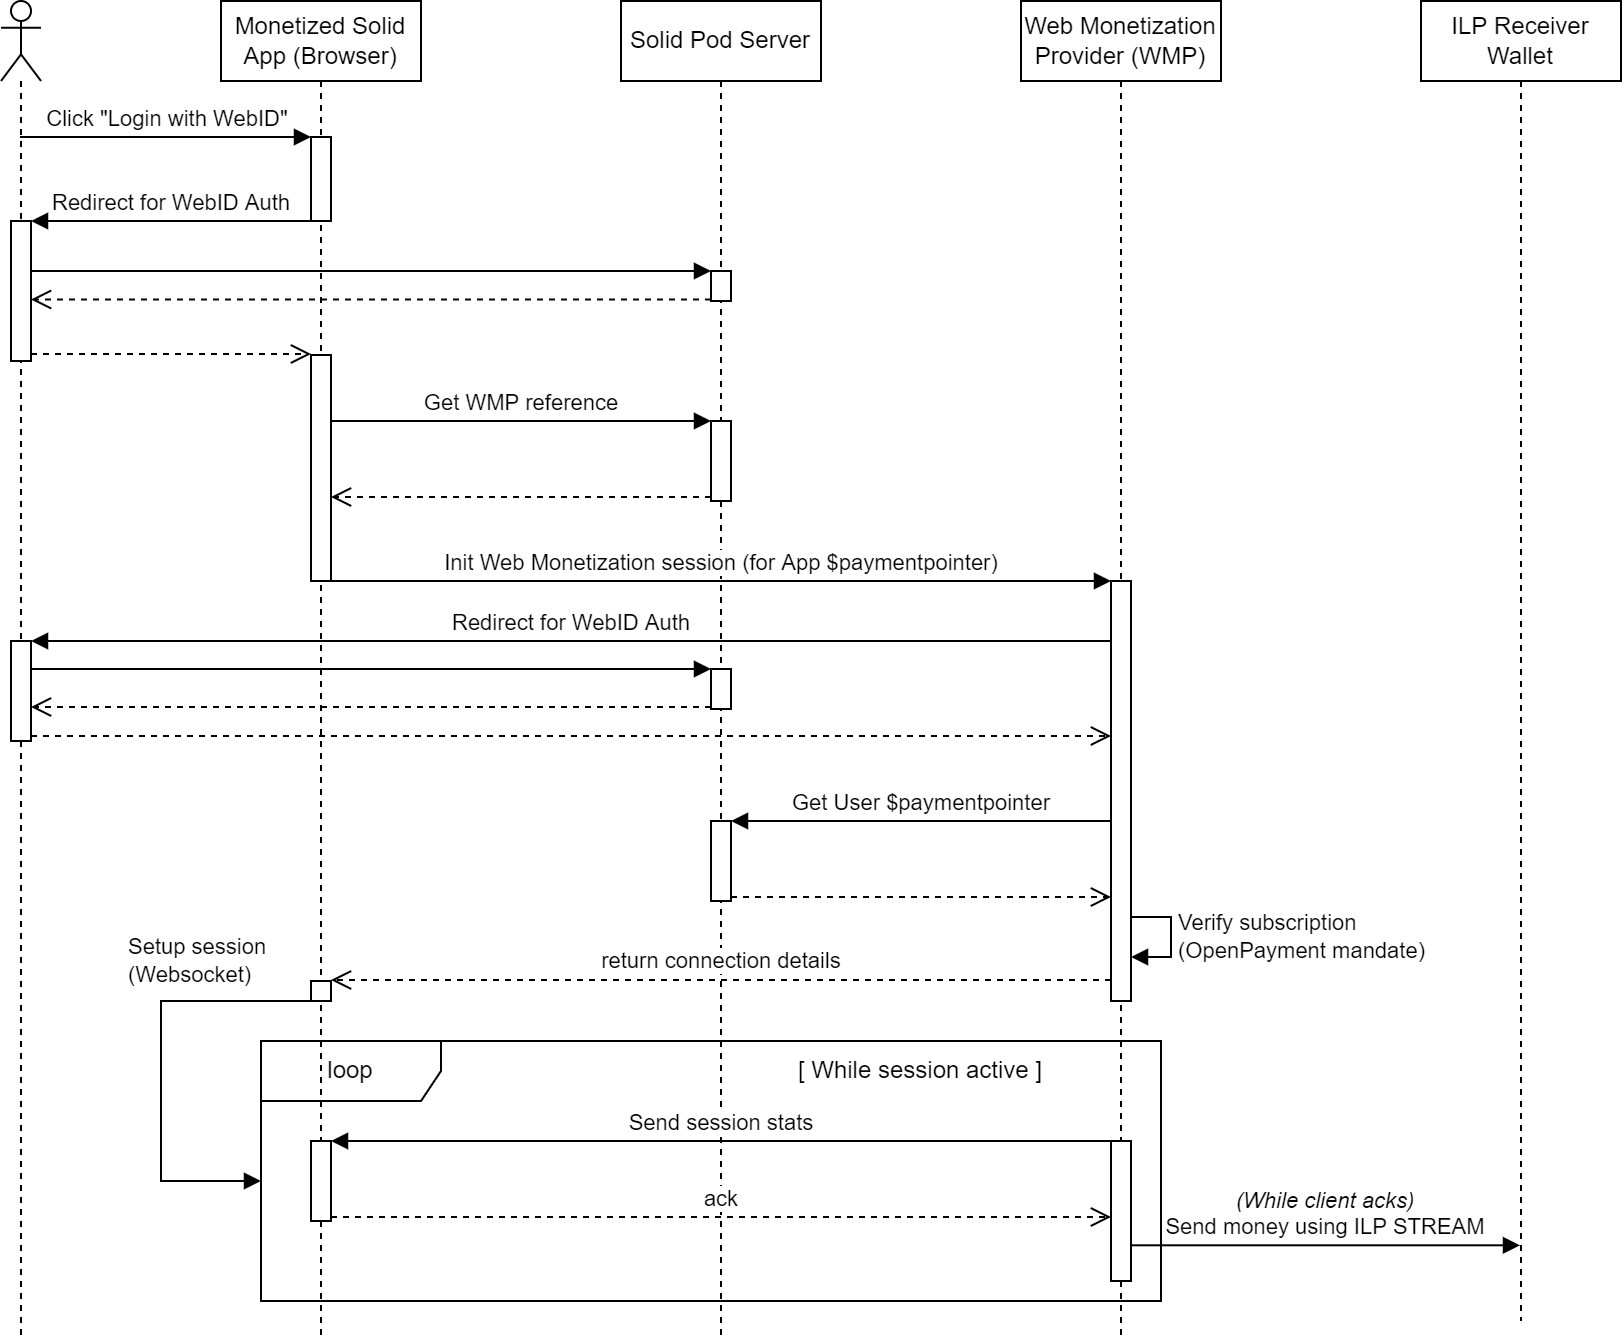 Monetized Solid
App (Browser)
Solid Pod Server
Web Monetization
Provider (WMP)
ILP Receiver
Wallet
Click "Login with WebID"
Redirect for WebID Auth
Get WMP reference
Init Web Monetization session (for App $paymentpointer)
Redirect for WebID Auth
Get User $paymentpointer
Verify subscription
(OpenPayment mandate)
Setup session
(Websocket)
return connection details
loop
[ While session active ]
Send session stats
ack
(While client acks)
Send money using ILP STREAM